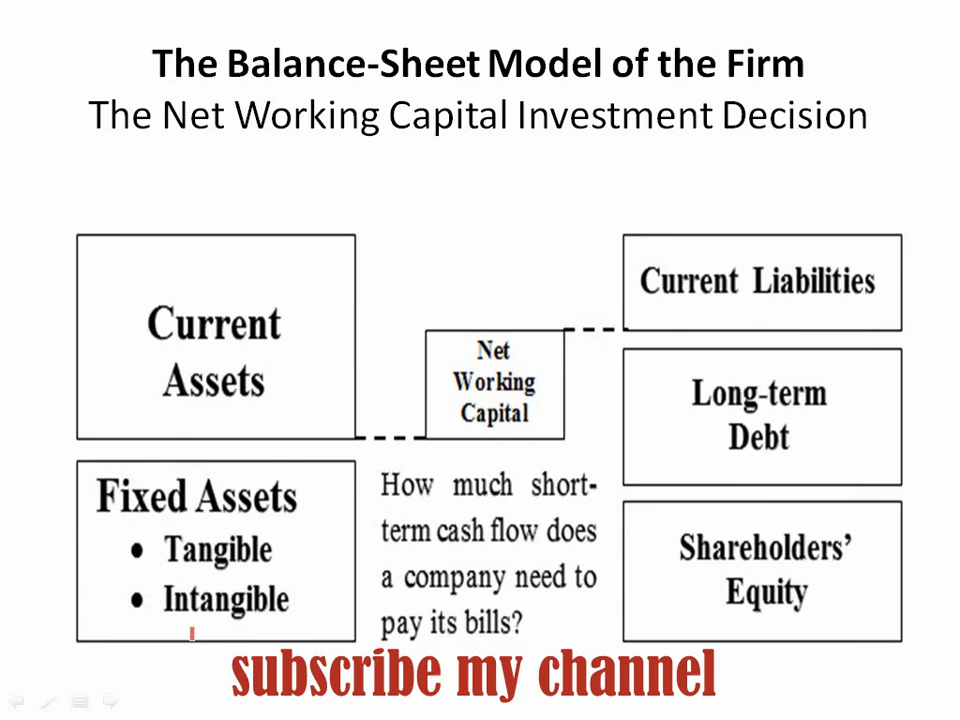 The Balance-Sheet Model of the Firm
The Net Working Capital Investment Decision
Current
Assets
Fixed Assets
• Tangible
• Intangible
Net
Working
Capital
How much short-
term cash flow does
a company need to
pay its bills?
Current Liabilities
Long-term
Debt
Shareholders’
Equity
subscribe my channel